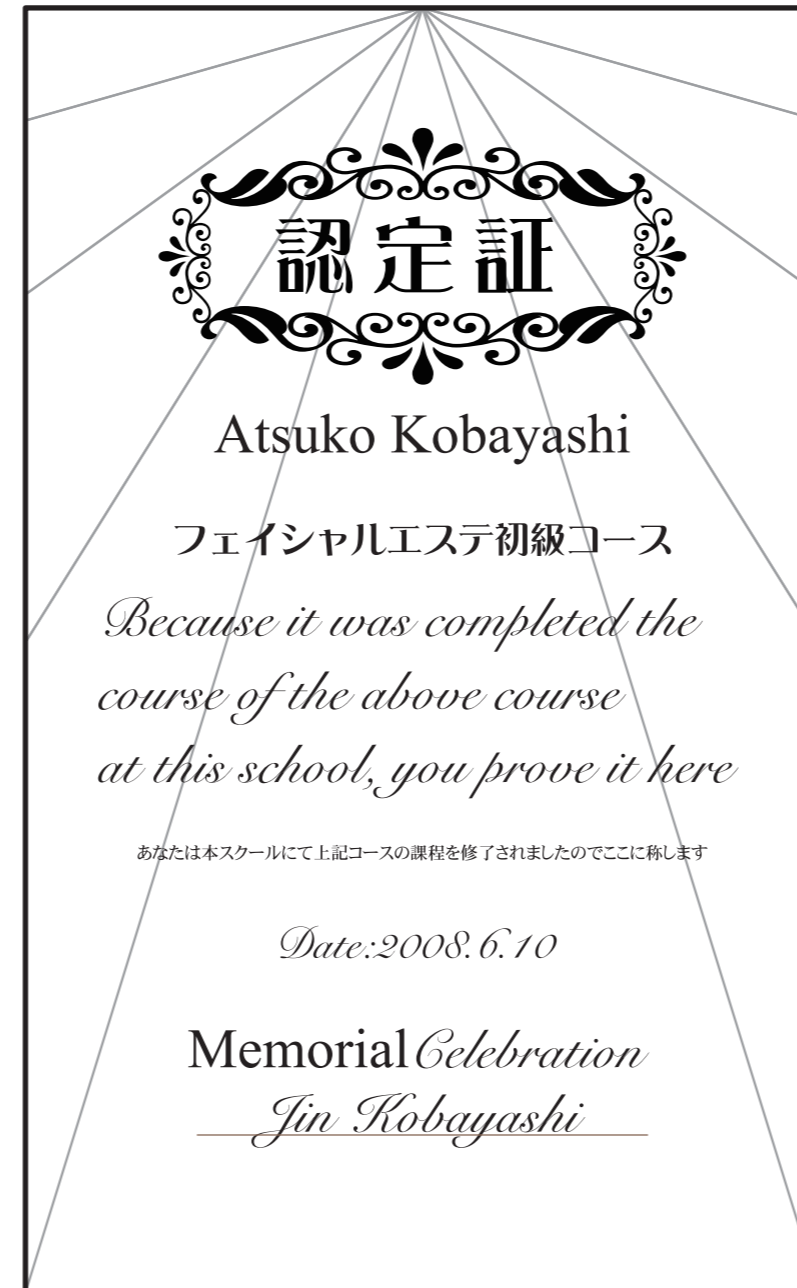 認定証
Atsuko Kobayashi
フェイシャルエステ初級コース
Because it was completed the
course of the above course
at this school, you prove it here
あなたは本スクールにて上記コースの課程を修了されましたのでここに称します
Date:2008.6.10
Memorial Celebration
Jin Kobayashi